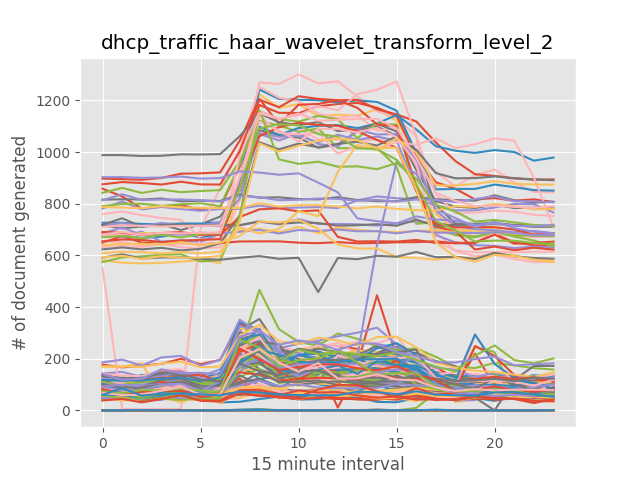 dhcp_traffic_haar_wavelet_transform_level_2
# of document generated
1200
1000
800
600
400
200
0
0 5 10 15 20
15 minute interval